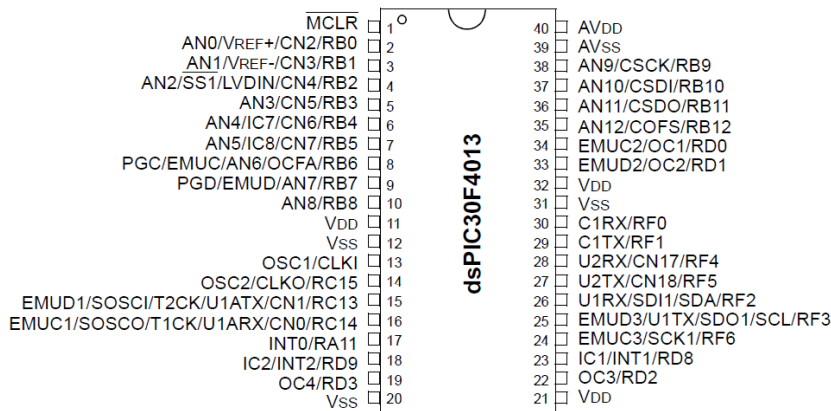 MCLR 1 40 AVDD
AN0/VREF+/CN2/RB0 2 39 AVSS
AN1/VREF-/CN3/RB1 3 38 AN9/CSCK/RB9
AN2/SS1/LVDIN/CN4/RB2 4 37 AN10/CSDI/RB10
AN3/CN5/RB3 5 36 AN11/CSDO/RB11
AN4/IC7/CN6/RB4 6 35 AN12/COFS/RB12
AN5/IC8/CN7/RB5 7 34 EMUC2/OC1/RD0
PGC/EMUC/AN6/OCFA/RB6 8 33 EMUD2/OC2/RD1
PGD/EMUD/AN7/RB7 9 32 VDD
AN8/RB8 10 31 VSS
VDD 11 30 C1RX/RF0
VSS 12 29 C1TX/RF1
OSC1/CLKI 13 28 U2RX/CN17/RF4
OSC2/CLKO/RC15 14 27 U2TX/CN18/RF5
EMUD1/SOSCI/T2CK/U1ATX/CN1/RC13 15 26 U1RX/SDI1/SDA/RF2
EMUC1/SOSCO/T1CK/U1ARX/CN0/RC14 16 25 EMUD3/U1TX/SDO1/SCL/RF3
INT0/RA11 17 24 EMUC3/SCK1/RF6
IC2/INT2/RD9 18 23 IC1/INT1/RD8
OC4/RD3 19 22 OC3/RD2
VSS 20 21 VDD
dsPIC30F4013